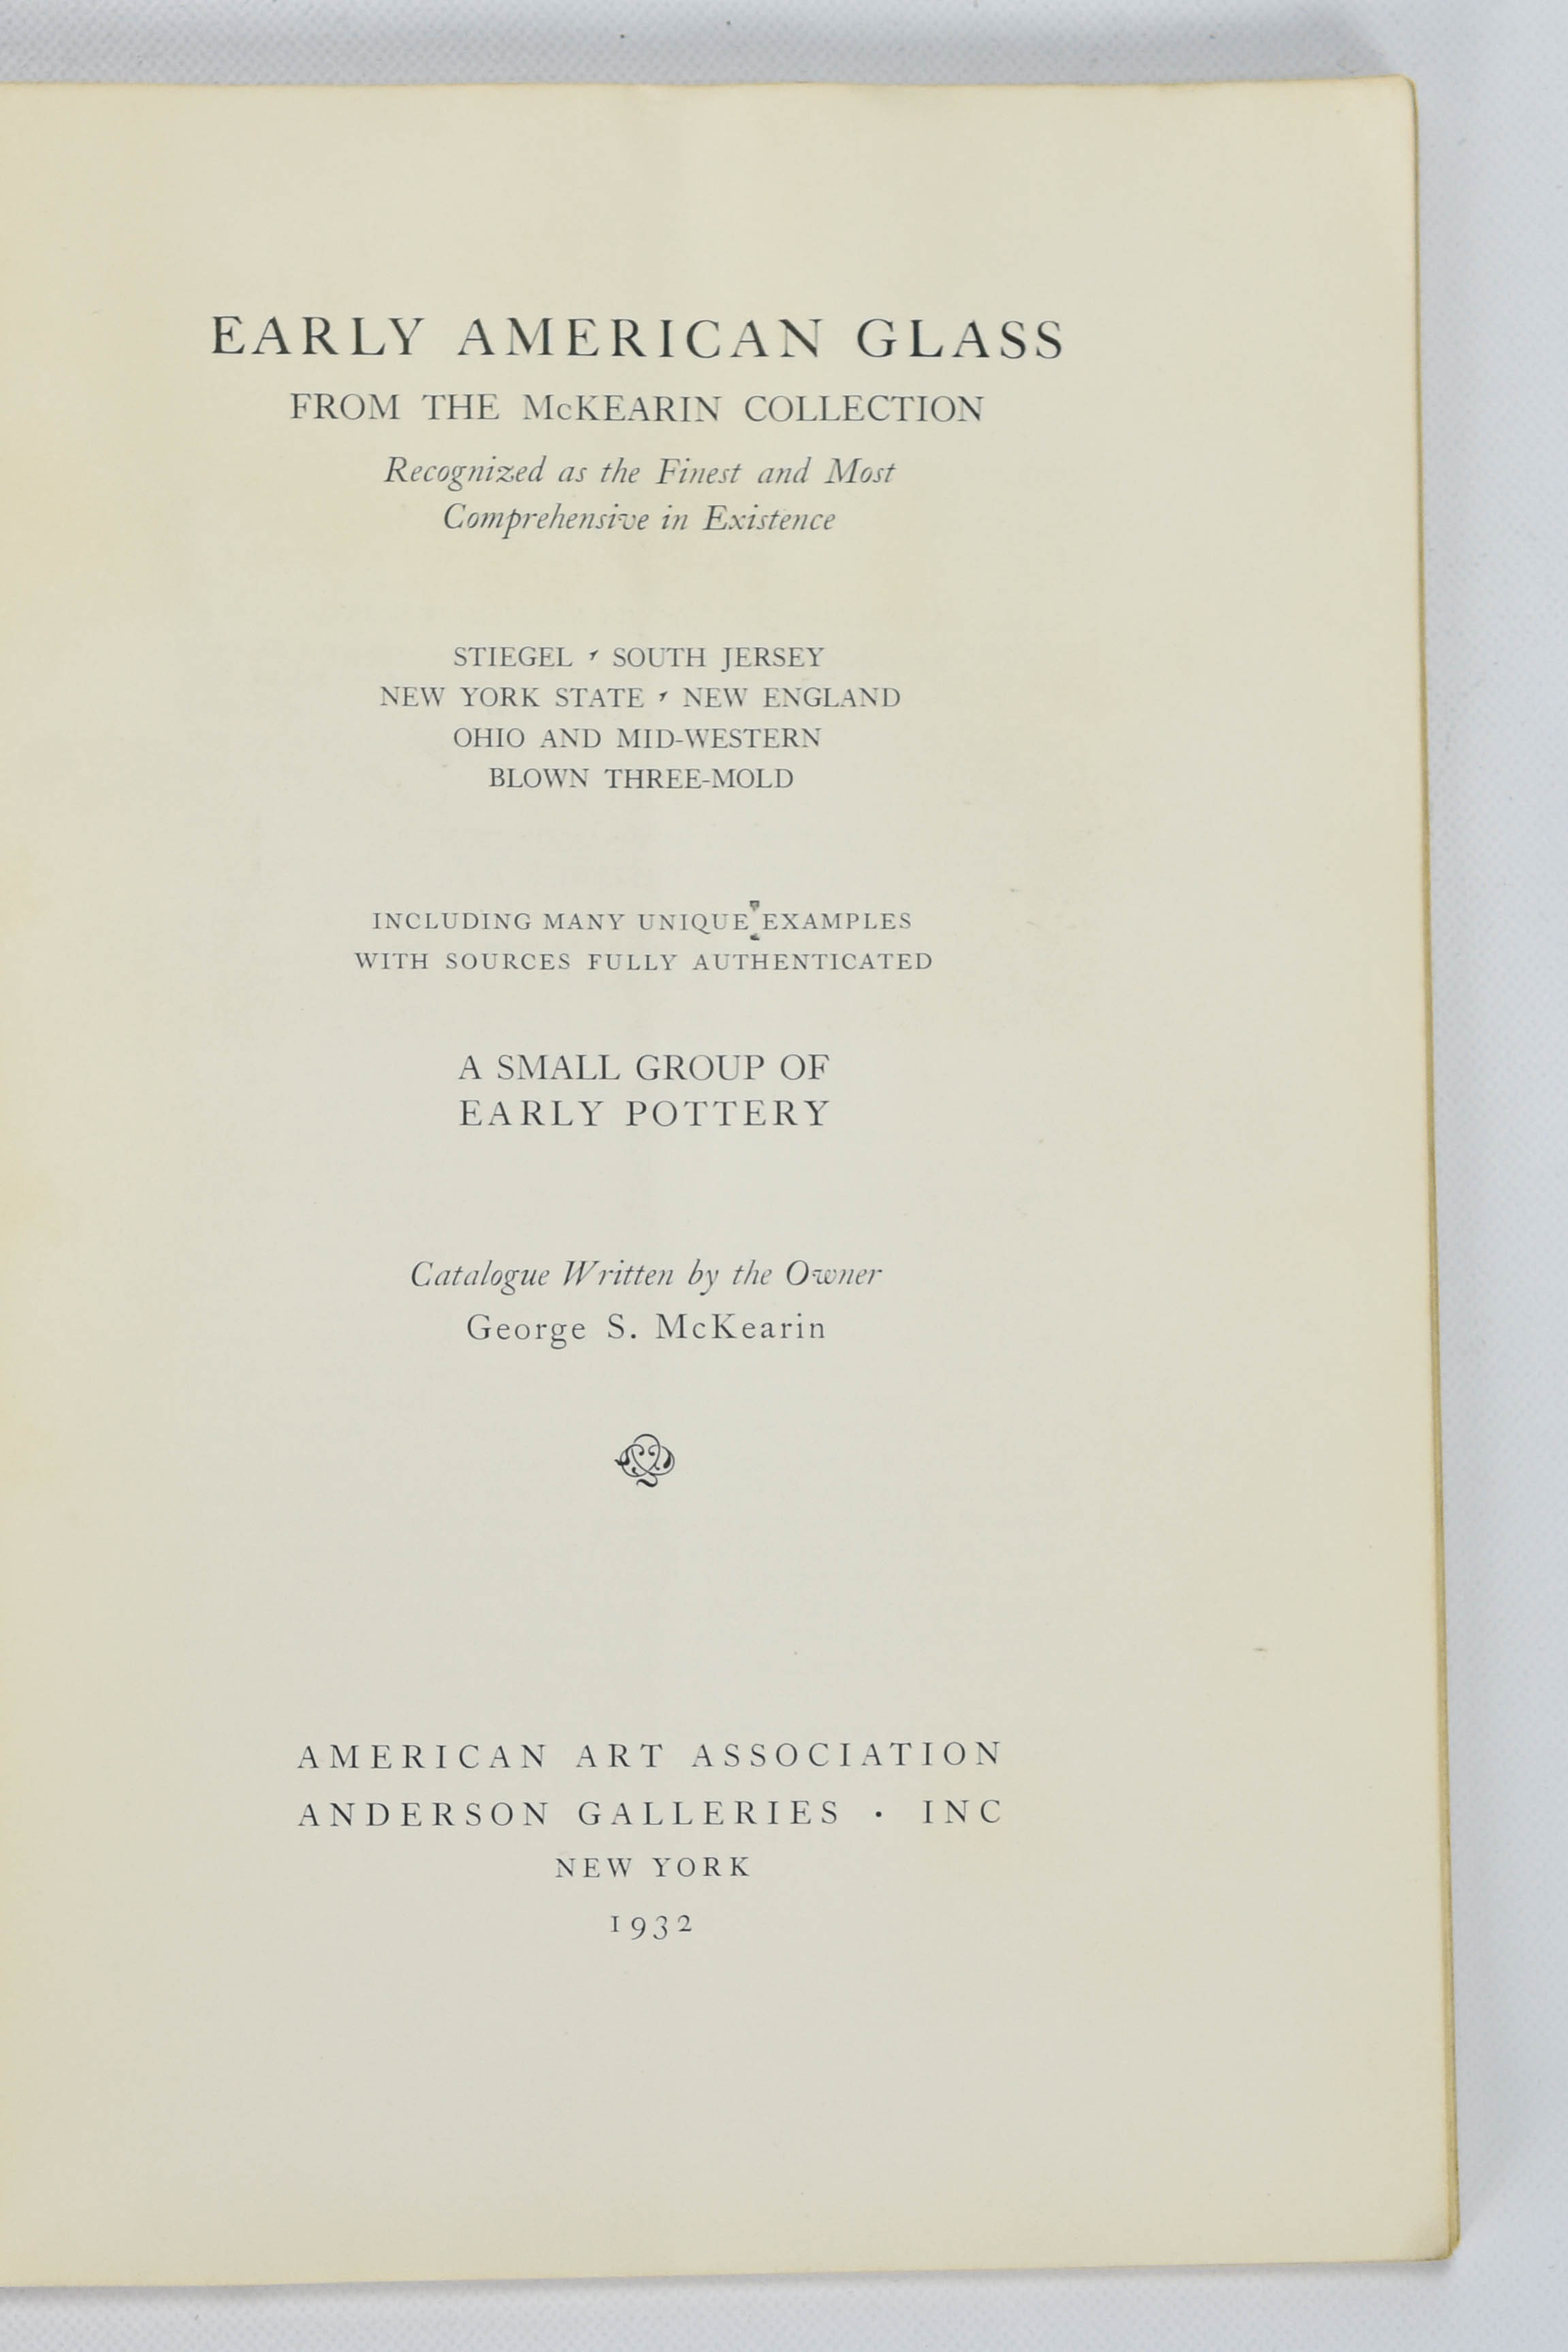 EARLY AMERICAN GLASS
FROM THE McKEARIN COLLECTION
Recognized as the Finest and Most
Comprehensive in Existence
STIEGEL ′ SOUTH JERSEY
NEW YORK STATE ′ NEW ENGLAND
OHIO AND MID-WESTERN
BLOWN THREE-MOLD
INCLUDING MANY UNIQUE EXAMPLES
WITH SOURCES FULLY AUTHENTICATED
A SMALL GROUP OF
EARLY POTTERY
Catalogue Written by the Owner
George S. McKearin
AMERICAN ART ASSOCIATION
ANDERSON GALLERIES · INC
NEW YORK
1932